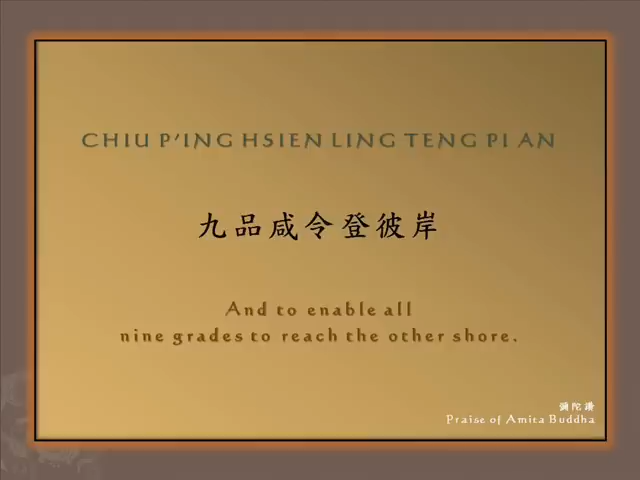 CHIU P'ING HSIEN LING TENG PI AN
九品咸令登彼岸
And to enable all
nine grades to reach the other shore.
彌陀讚
Praise of Amita Buddha